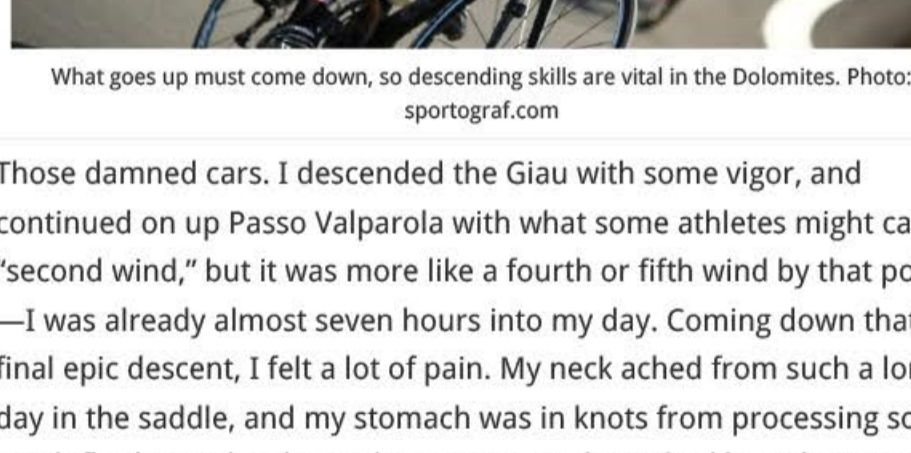 What goes up must come down, so descending skills are vital in the Dolomites. Photo:
sportograf.com
Those damned cars. I descended the Giau with some vigor, and
continued on up Passo Valparola with what some athletes might ca
“second wind,” but it was more like a fourth or fifth wind by that po
—I was already almost seven hours into my day. Coming down that
final epic descent, I felt a lot of pain. My neck ached from such a lon
day in the saddle, and my stomach was in knots from processing so